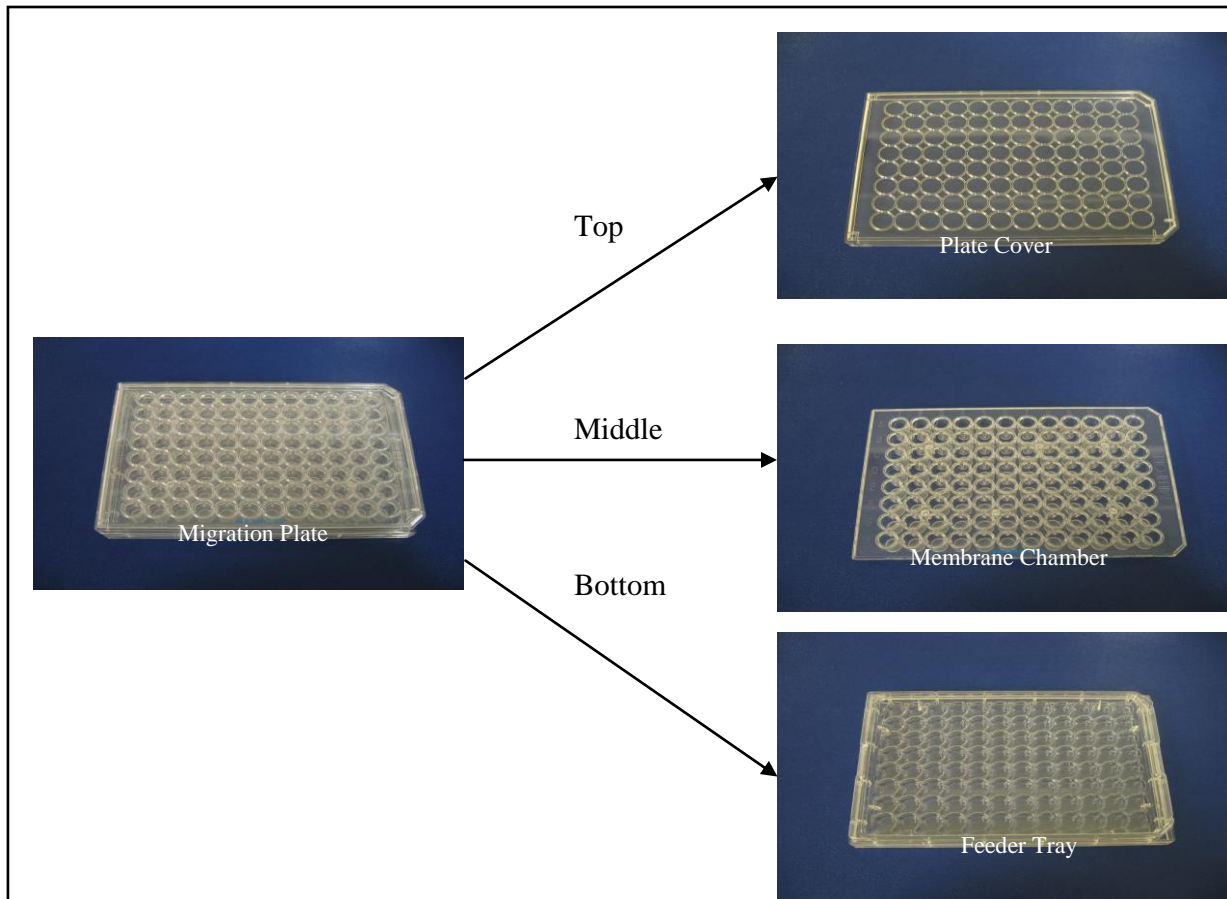 Top
Plate Cover
Migration Plate
Middle
Membrane Chamber
Bottom
Feeder Tray